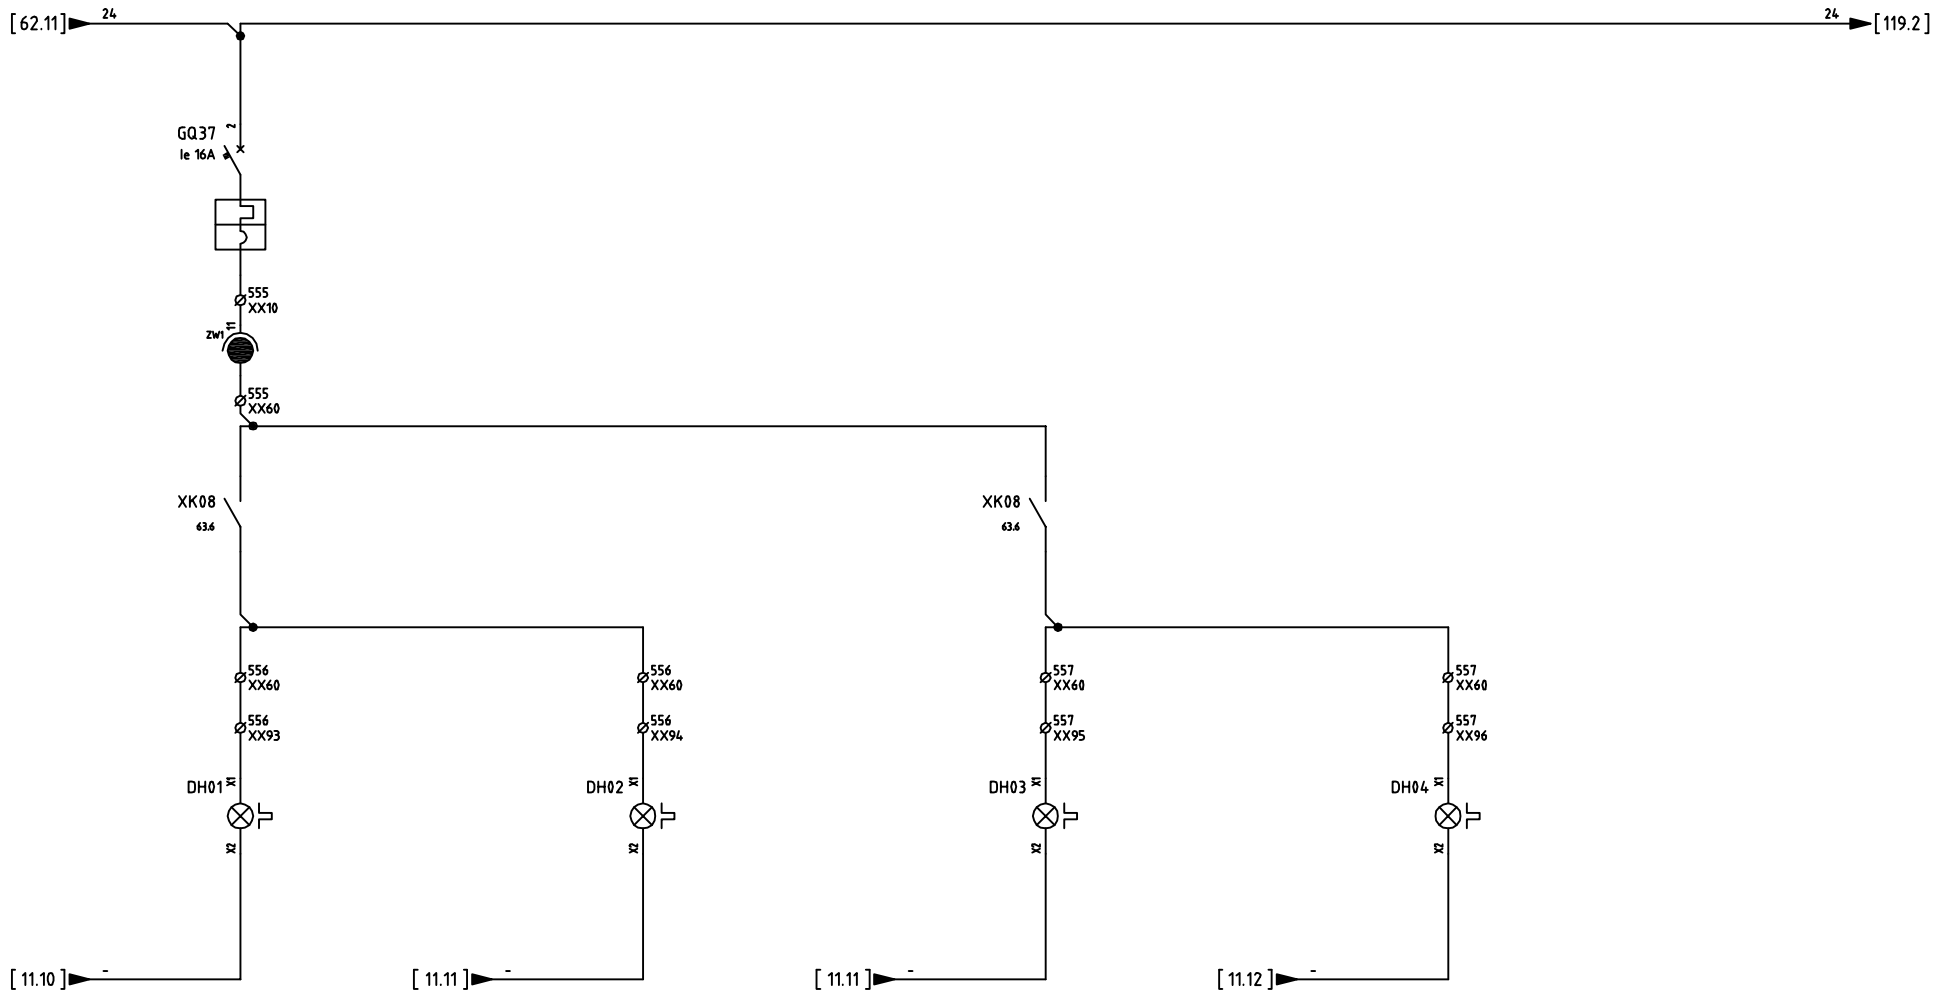 [ 62.11 ]
24
24
[ 119.2 ]
GQ37
2
Ie 16A
555
XX10
ZW1
11
555
XX60
XK08
63.6
XK08
63.6
556
XX60
556
XX60
557
XX60
557
XX60
556
XX93
556
XX94
557
XX95
557
XX96
DH01
X1
DH02
X1
DH03
X1
DH04
X1
X2
X2
X2
X2
[ 11.10 ]
-
[ 11.11 ]
-
[ 11.11 ]
-
[ 11.12 ]
-